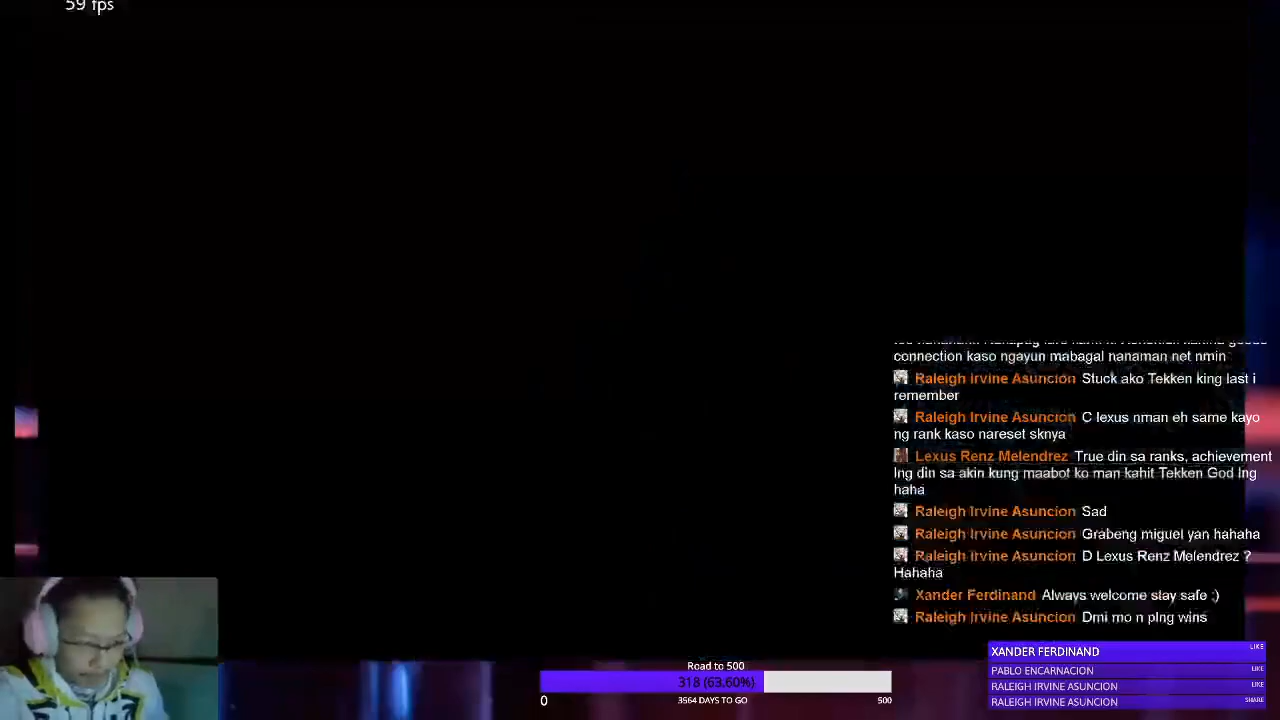 59 fps
connection kaso ngayun mabagal nanaman net nmin
Raleigh Irvine Asuncion Stuck ako Tekken king last i
remember
Raleigh Irvine Asuncion C lexus nman eh same kayo
ng rank kaso nareset sknya
Lexus Renz Melendrez True din sa ranks, achievement
lng din sa akin kung maabot ko man kahit Tekken God lng
haha
Raleigh Irvine Asuncion Sad
Raleigh Irvine Asuncion Grabeng miguel yan hahaha
Raleigh Irvine Asuncion D Lexus Renz Melendrez ?
Hahaha
Xander Ferdinand Always welcome stay safe :)
Raleigh Irvine Asuncion Dmi mo n plng wins
XANDER FERDINAND LIKE
PABLO ENCARNACION LIKE
RALEIGH IRVINE ASUNCION LIKE
RALEIGH IRVINE ASUNCION SHARE
Road to 500
318 (63.60%)
0 3564 DAYS TO GO 500